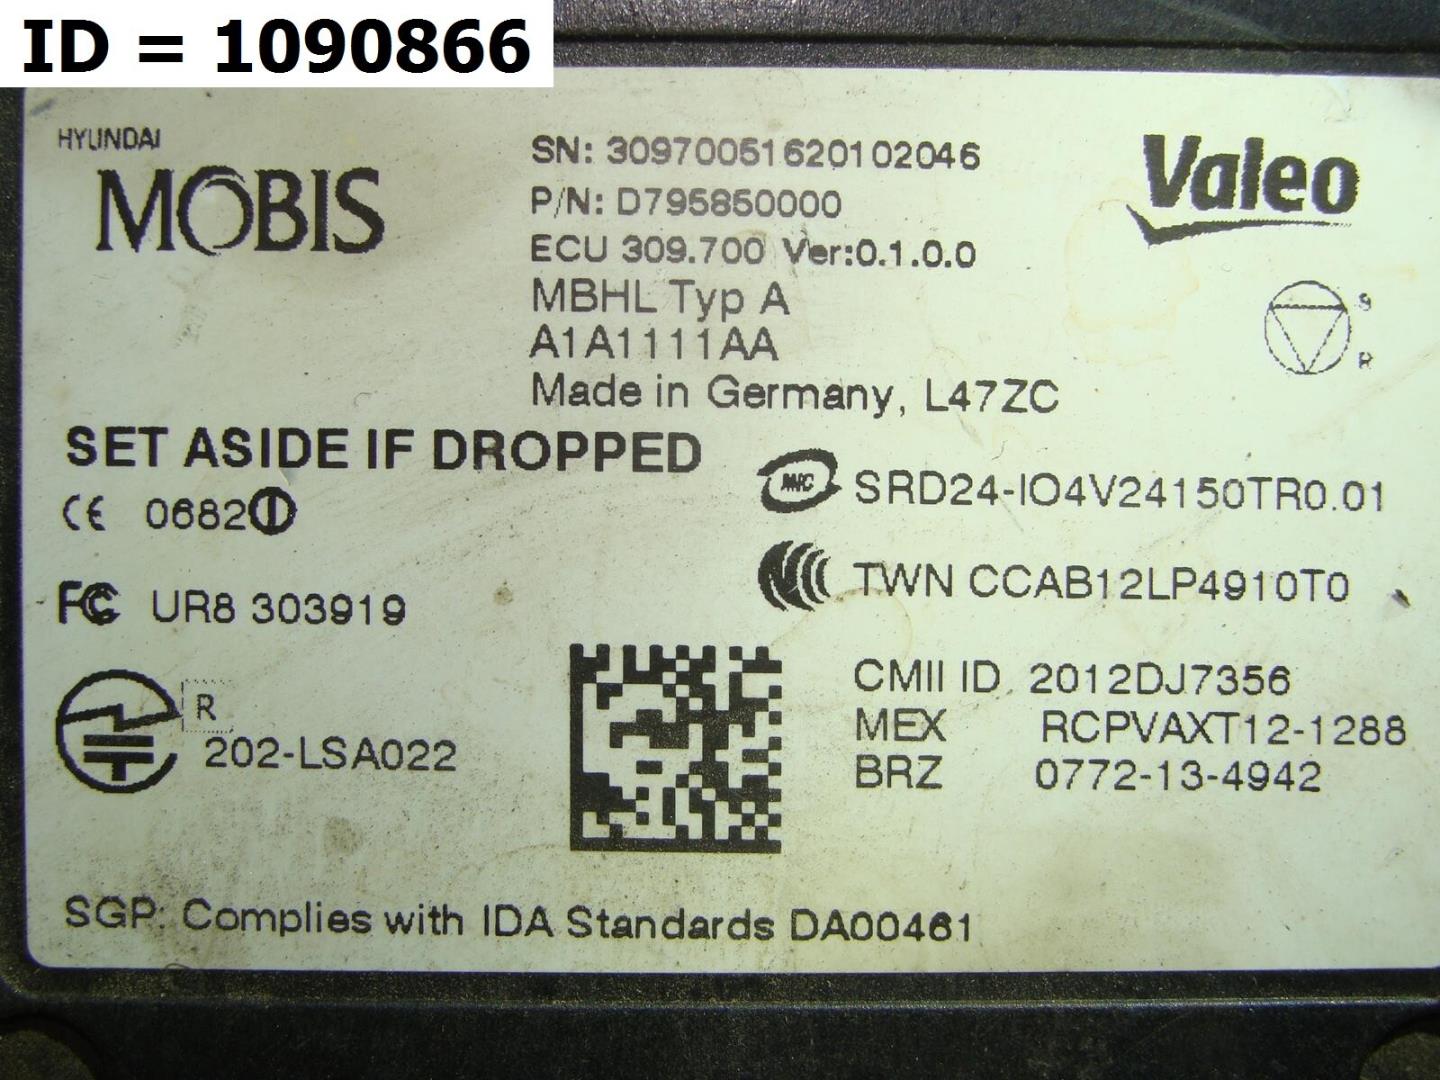 ID = 1090866
HYUNDAI
MOBIS
SN: 30970051620102046
P/N: D795850000
ECU 309.700 Ver:0.1.0.0
MBHL Typ A
A1A1111AA
Made in Germany, L47ZC
Valeo
S
R
SET ASIDE IF DROPPED
CE 0682
FC UR8 303919
R
202-LSA022
SRD24-IO4V24150TR0.01
TWN CCAB12LP4910T0
CMII ID 2012DJ7356
MEX RCPVAXT12-1288
BRZ 0772-13-4942
SGP: Complies with IDA Standards DA00461